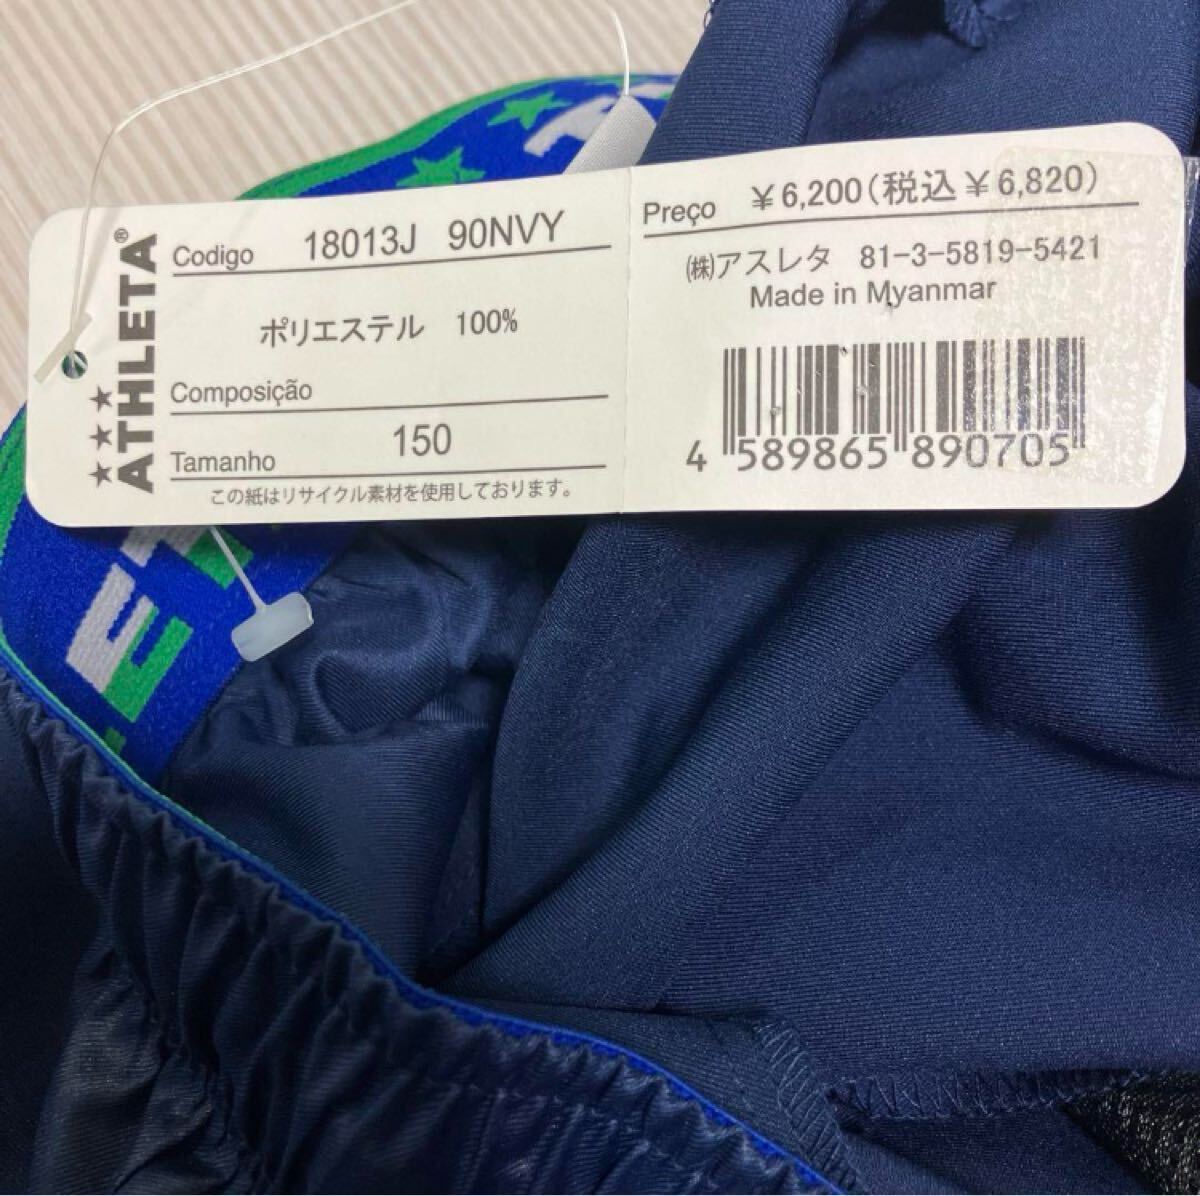 ATHLETA®
Codigo 18013J 90NVY
ポリエステル 100%
Composição
Tamanho 150
この紙はリサイクル素材を使用しております。
Preço ¥6,200(税込¥6,820)
㈱アスレタ 81-3-5819-5421
Made in Myanmar
4 589865 890705
ET
E